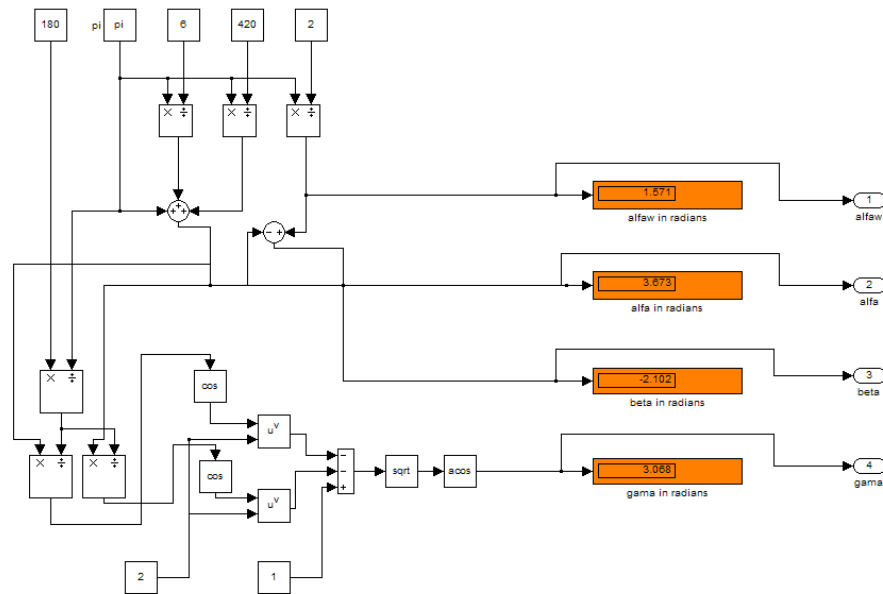 180
pi
pi
6
420
2
× ÷
× ÷
× ÷
1.571
alfaw in radians
1
alfaw
+ + +
- +
3.673
alfa in radians
2
alfa
× ÷
cos
-2.102
beta in radians
3
beta
u^v
× ÷
× ÷
cos
-
-
+
sqrt
acos
3.068
gama in radians
4
gama
u^v
2
1